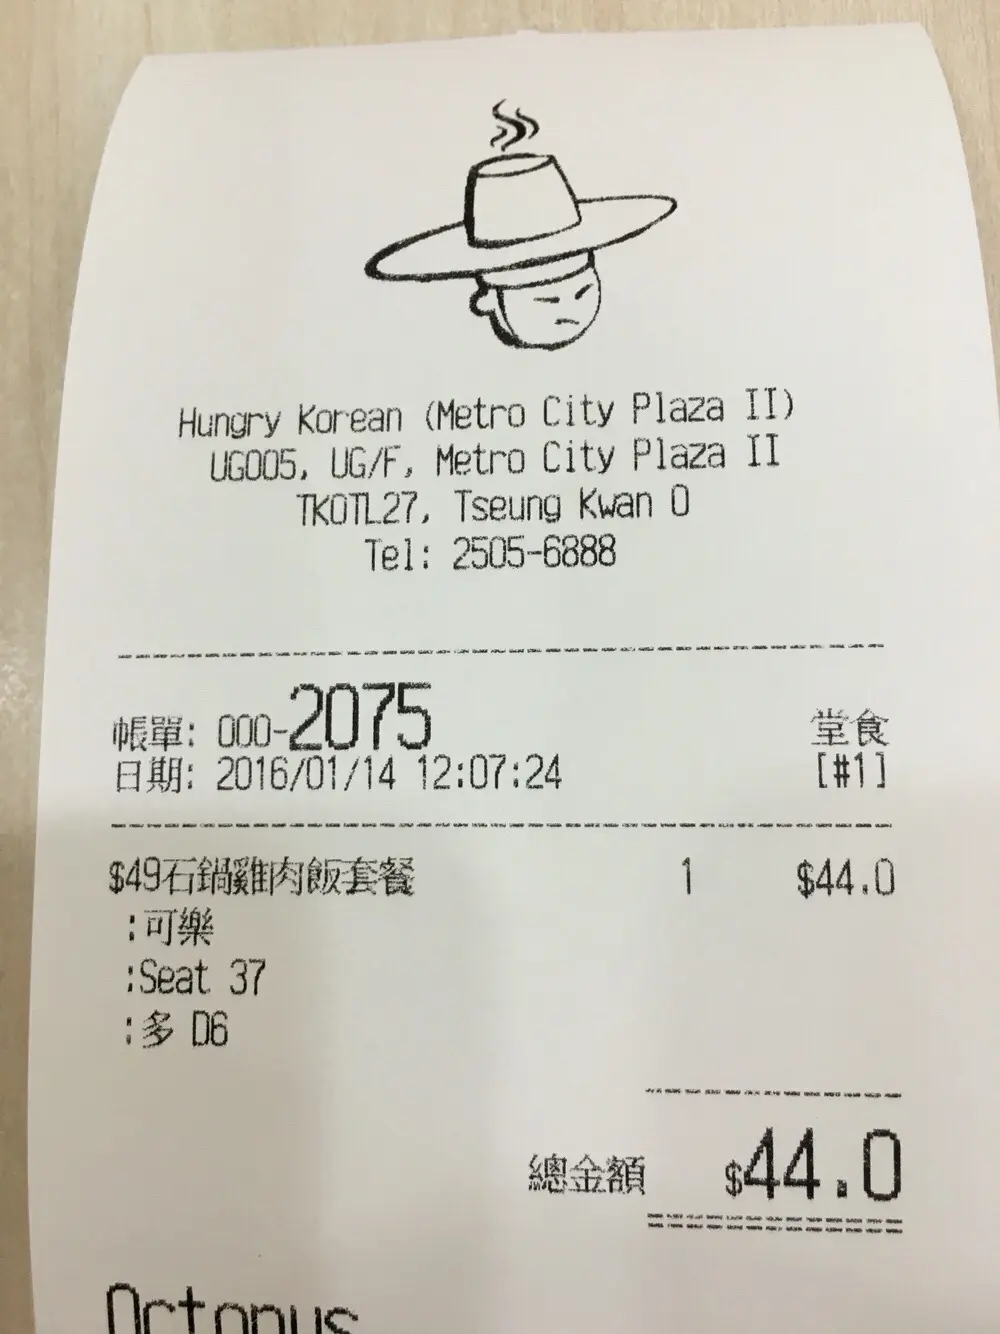 Hungry Korean (Metro City Plaza II)
UG005, UG/F, Metro City Plaza II
TKOTL27, Tseung Kwan O
Tel: 2505-6888
帳單: 000-2075 堂食
日期: 2016/01/14 12:07:24 [#1]
$49石鍋雞肉飯套餐 1 $44.0
:可樂
:Seat 37
:多 D6
總金額 $44.0
Octopus